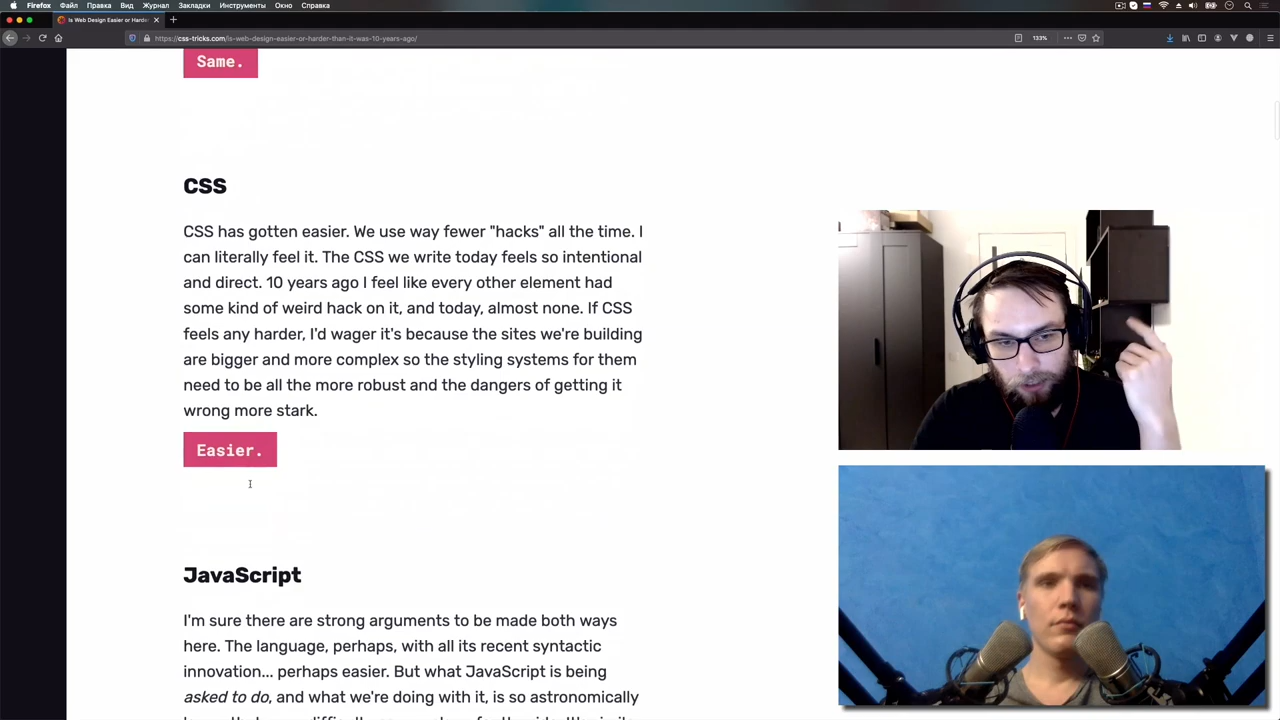 Firefox Файл Правка Вид Журнал Закладки Инструменты Окно Справка
Is Web Design Easier or Harder
https://css-tricks.com/is-web-design-easier-or-harder-than-it-was-10-years-ago/
133%
Same.
CSS
CSS has gotten easier. We use way fewer "hacks" all the time. I
can literally feel it. The CSS we write today feels so intentional
and direct. 10 years ago I feel like every other element had
some kind of weird hack on it, and today, almost none. If CSS
feels any harder, I'd wager it's because the sites we're building
are bigger and more complex so the styling systems for them
need to be all the more robust and the dangers of getting it
wrong more stark.
Easier.
JavaScript
I'm sure there are strong arguments to be made both ways
here. The language, perhaps, with all its recent syntactic
innovation... perhaps easier. But what JavaScript is being
asked to do, and what we're doing with it, is so astronomically